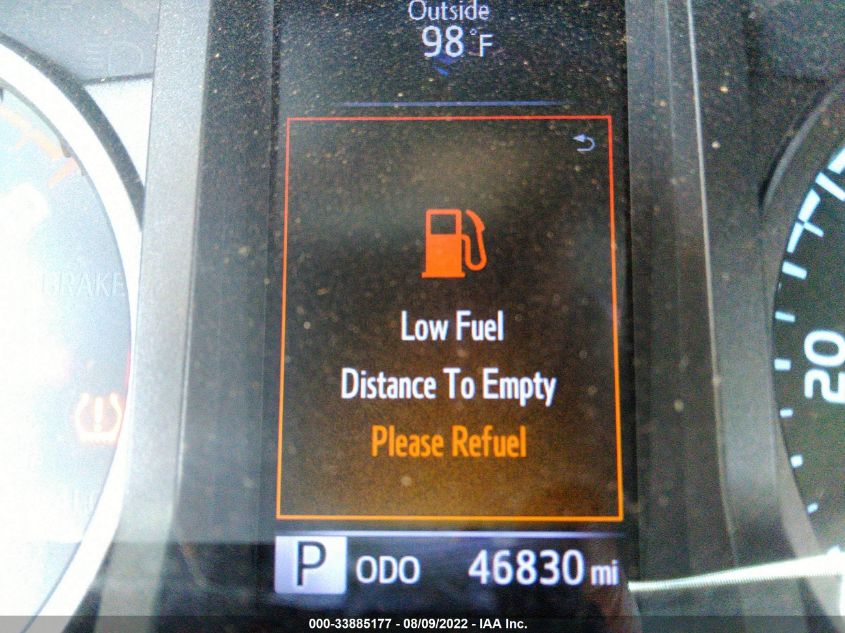 Outside
98°F
Low Fuel
Distance To Empty
Please Refuel
BRAKE
20
P ODO 46830 mi
000-33885177 - 08/09/2022 - IAA Inc.